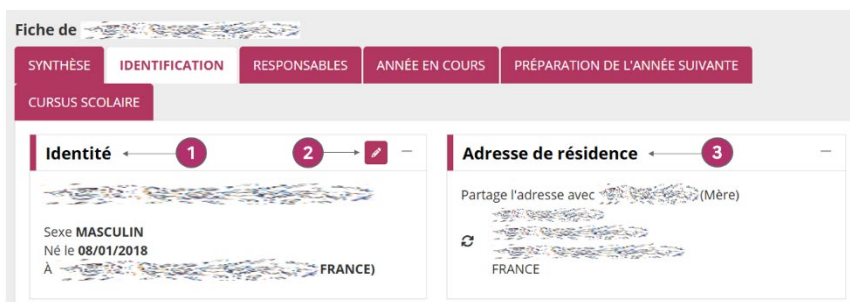 Fiche de
SYNTHÈSE IDENTIFICATION RESPONSABLES ANNÉE EN COURS PRÉPARATION DE L'ANNÉE SUIVANTE
CURSUS SCOLAIRE
Identité 1 2
Sexe MASCULIN
Né le 08/01/2018
À FRANCE)
Adresse de résidence 3
Partage l'adresse avec (Mère)
FRANCE